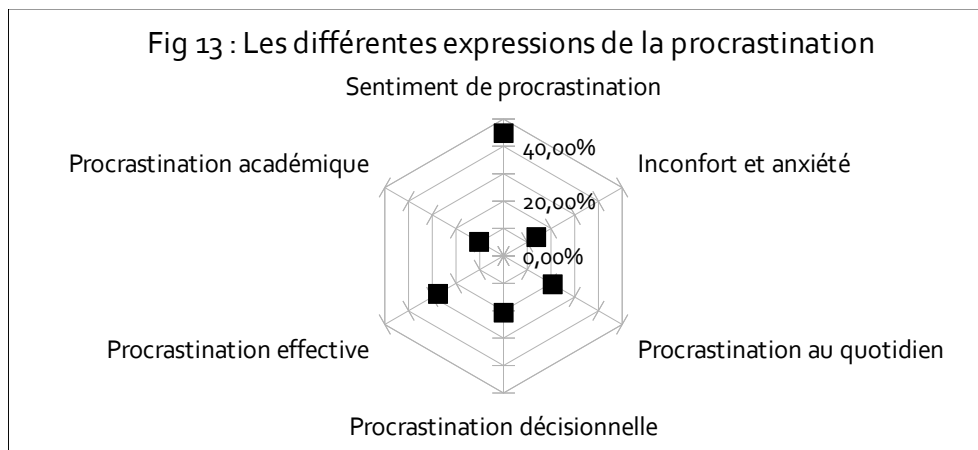 Fig 13 : Les différentes expressions de la procrastination
Sentiment de procrastination
Procrastination académique
40,00%
Inconfort et anxiété
20,00%
0,00%
Procrastination effective
Procrastination au quotidien
Procrastination décisionnelle